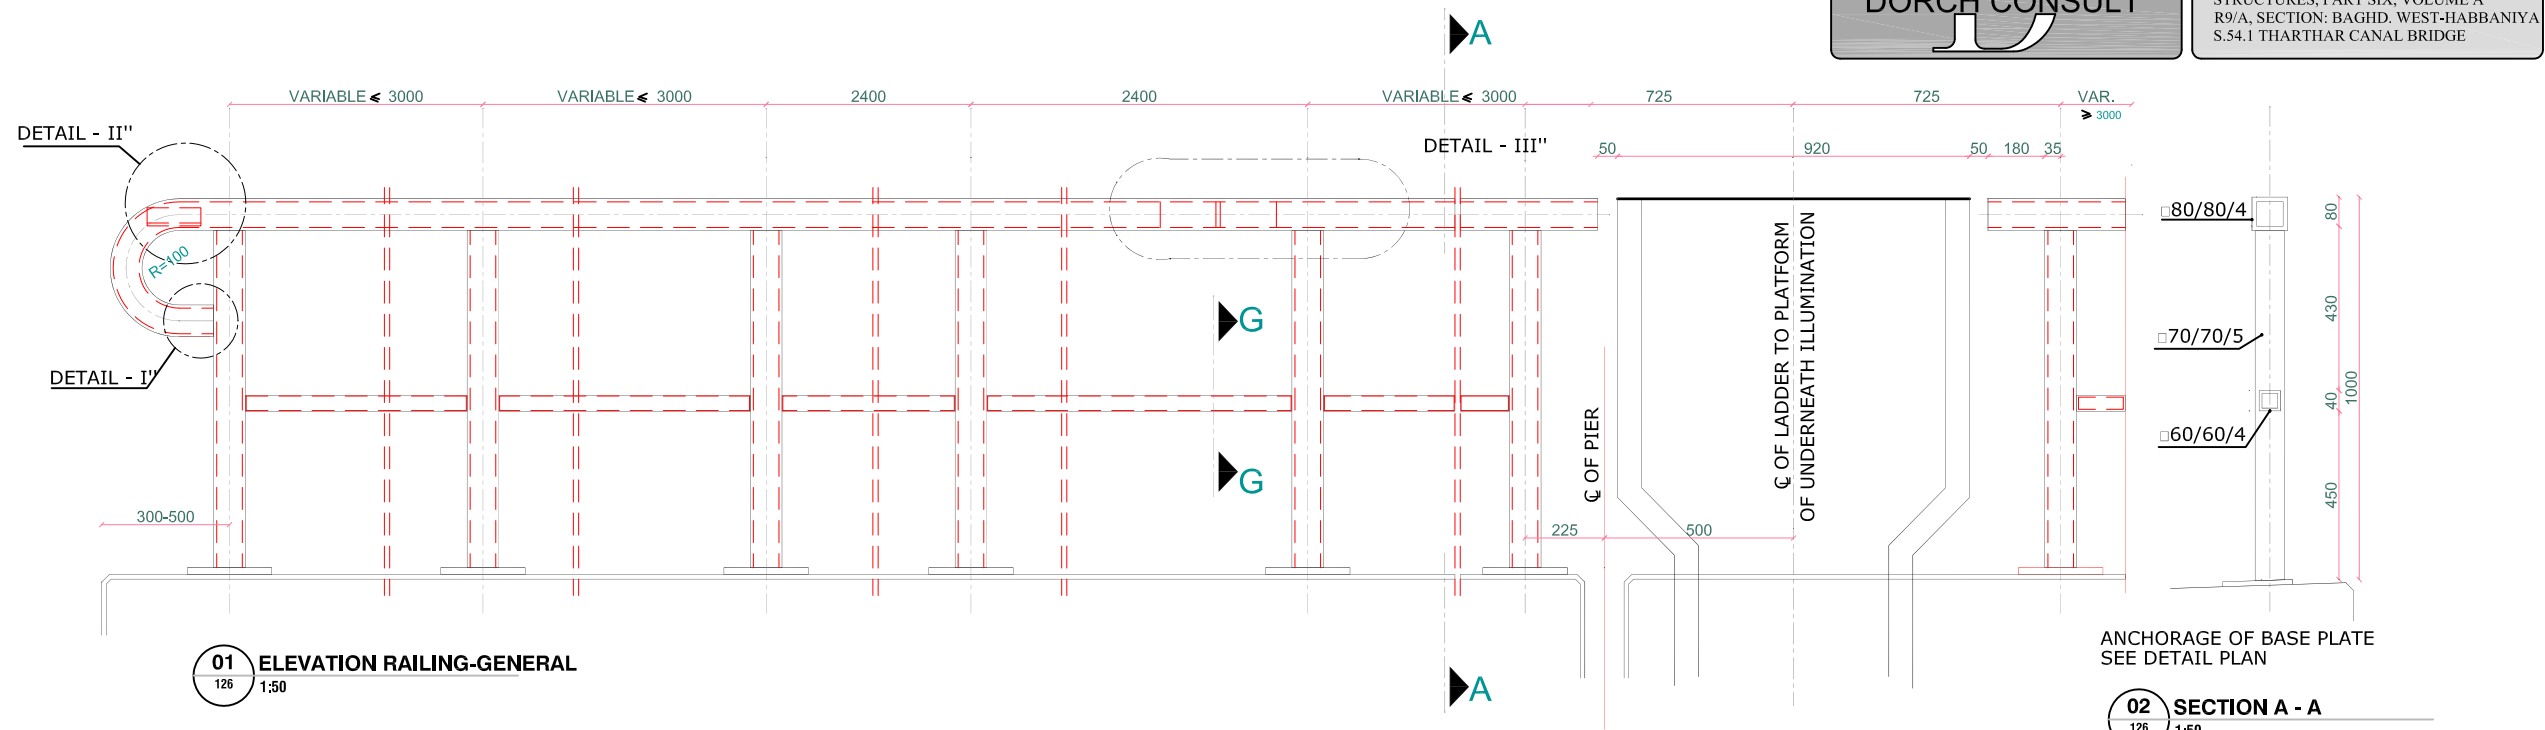 DORCH CONSULT
STRUCTURES, PART SIX, VOLUME A
R9/A, SECTION: BAGHD. WEST-HABBANIYA
S.54.1 THARTHAR CANAL BRIDGE
A
VARIABLE ⩽ 3000
VARIABLE ⩽ 3000
2400
2400
VARIABLE ⩽ 3000
725
725
VAR.
⩾ 3000
DETAIL - II"
DETAIL - III"
50
920
50
180
35
R=100
DETAIL - I"
G
G
℄ OF PIER
℄ OF LADDER TO PLATFORM
OF UNDERNEATH ILLUMINATION
300-500
225
500
□80/80/4
□70/70/5
□60/60/4
80
430
40
450
1000
A
01
126
ELEVATION RAILING-GENERAL
1:50
ANCHORAGE OF BASE PLATE
SEE DETAIL PLAN
02
126
SECTION A - A
1:50